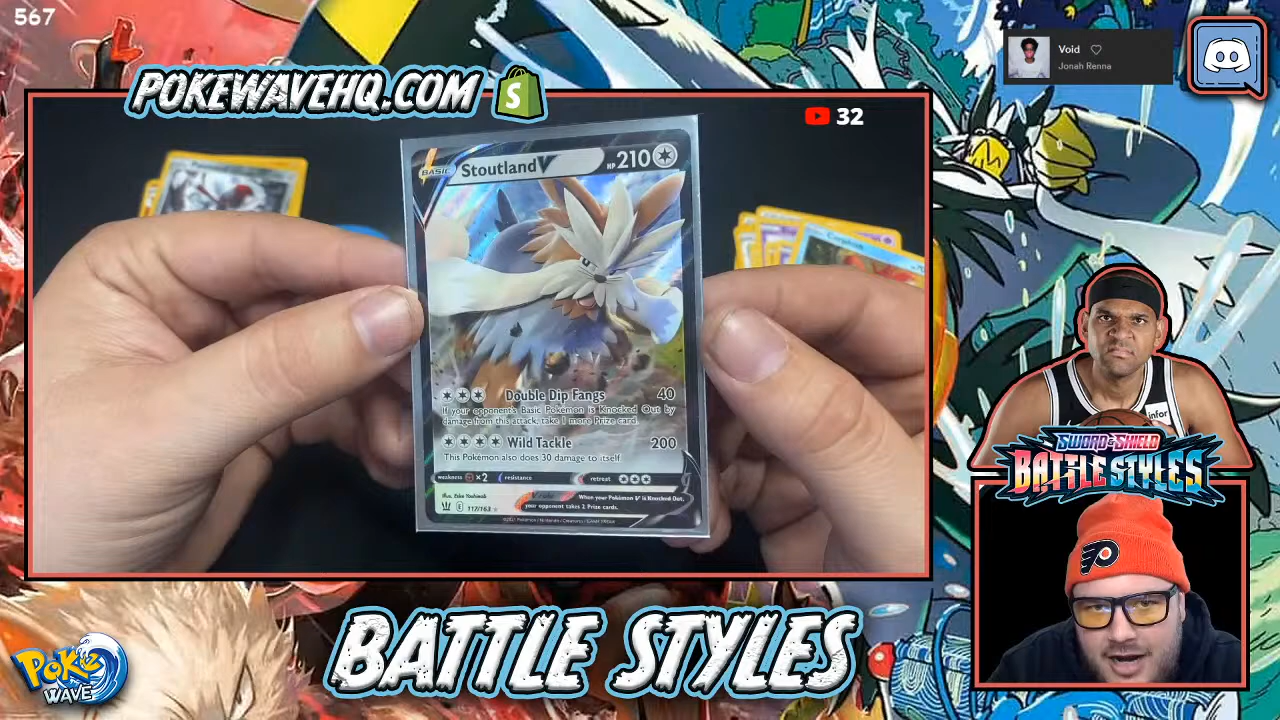 567
POKEWAVEHQ.COM
S
32
Void
Jonah Renna
BASIC
Stoutland V
HP 210
Double Dip Fangs 40
If your opponent's Basic Pokémon is Knocked Out by
damage from this attack, take 1 more Prize card.
Wild Tackle 200
This Pokémon also does 30 damage to itself.
weakness ×2 resistance retreat
V rule When your Pokémon V is Knocked Out,
your opponent takes 2 Prize cards.
E 117/163
infor
SWORD & SHIELD
BATTLE STYLES
BATTLE STYLES
POKÉ
WAVE